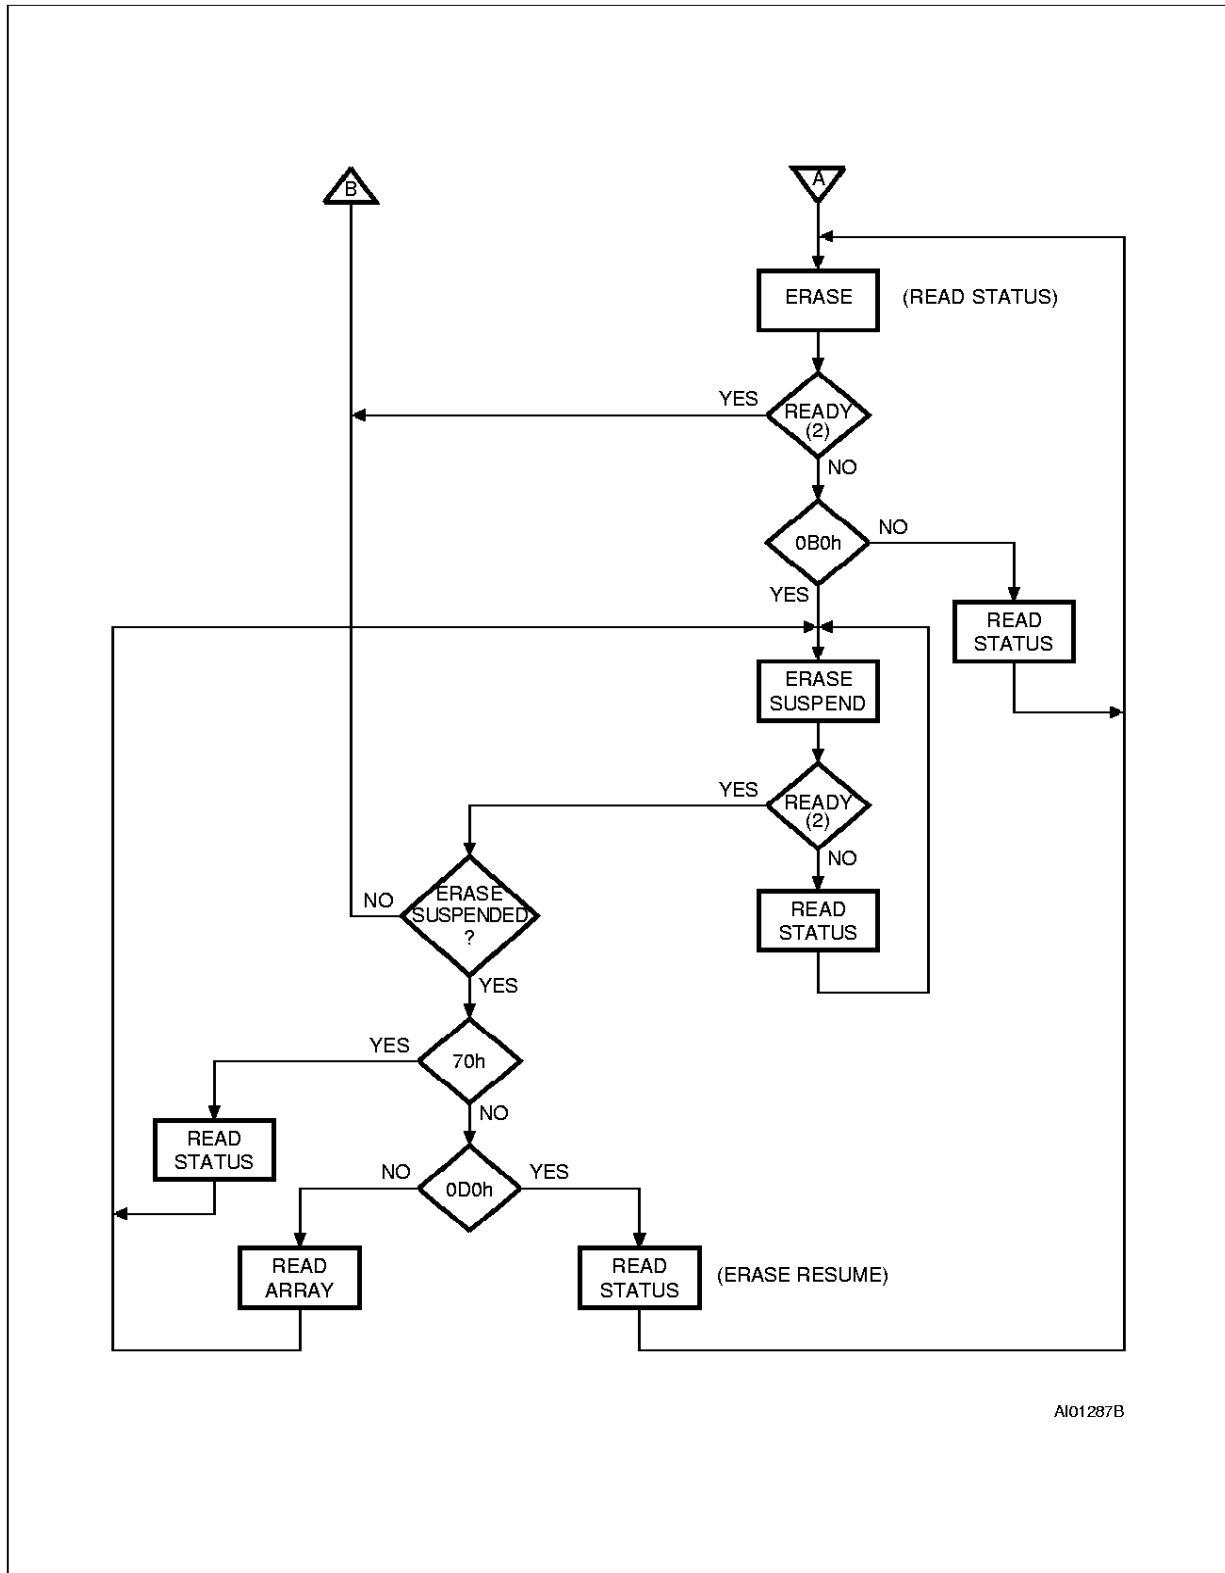 B
A
ERASE
(READ STATUS)
YES
READY
(2)
NO
0B0h
NO
YES
READ
STATUS
ERASE
SUSPEND
YES
READY
(2)
NO
READ
STATUS
NO
ERASE
SUSPENDED
?
YES
YES
70h
NO
READ
STATUS
NO
0D0h
YES
READ
ARRAY
READ
STATUS
(ERASE RESUME)
AI01287B